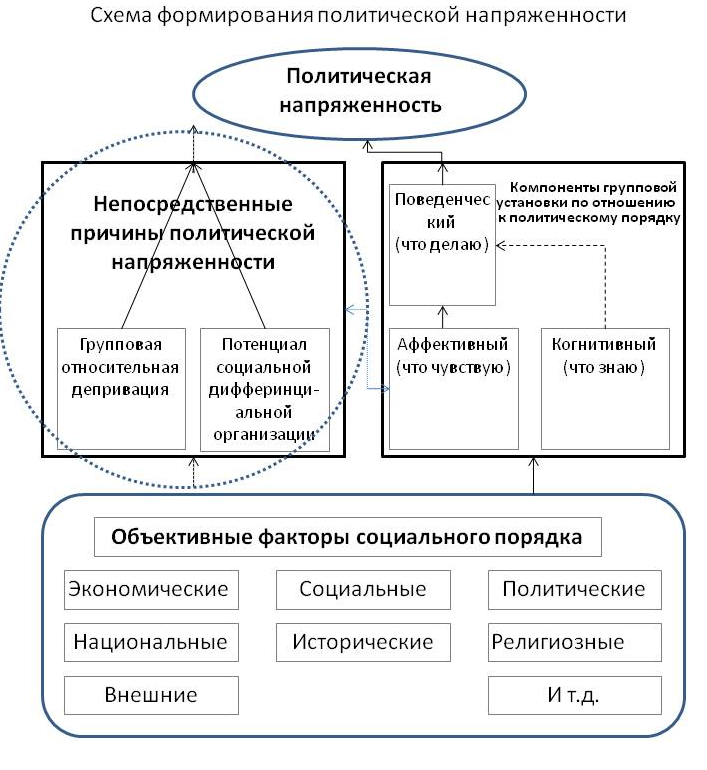 Схема формирования политической напряженности
Политическая
напряженность
Непосредственные
причины политической
напряженности
Групповая
относительная
депривация
Потенциал
социальной
дифферинци-
альной
организации
Компоненты групповой
установки по отношению
к политическому порядку
Поведенчес
кий
(что делаю)
Аффективный
(что чувствую)
Когнитивный
(что знаю)
Объективные факторы социального порядка
Экономические
Социальные
Политические
Национальные
Исторические
Религиозные
Внешние
И т.д.